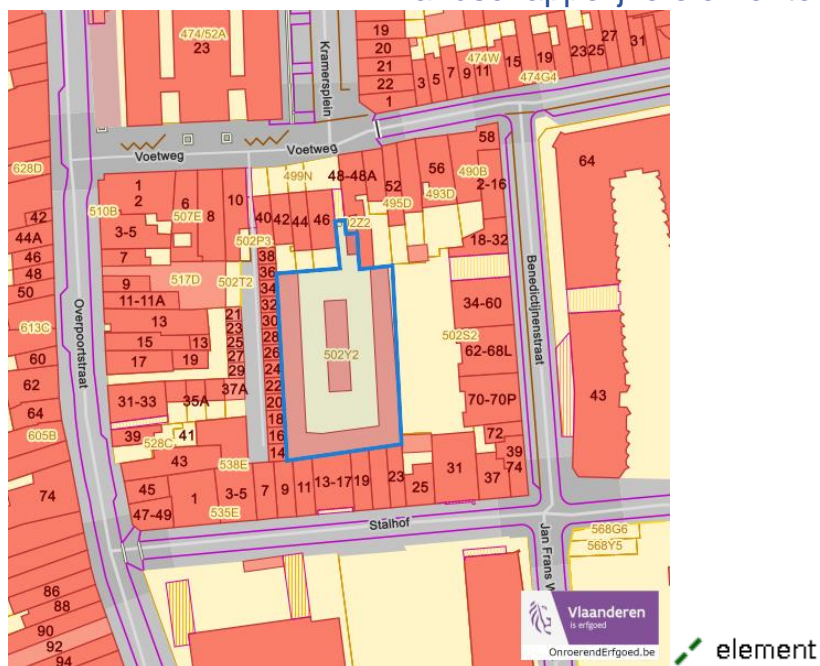 474/52A
23
Kramersplein
19
20
21
22
1
3 5 7 9 11 15 19 23 25 27 31
474W
474G4
Voetweg
Voetweg
58
64
628D
1
2
6
8
10
499N
48-48A
52
56
490B
2-16
510B
507E
3-5
7
42
44A
46
48
50
40 42 44 46
502Z2
495D
493D
18-32
502P3
38
36
34
32
30
28
26
24
22
20
18
16
14
517D
502T2
9
11-11A
13
15
13
17
19
21
23
25
27
29
613C
60
62
64
605B
74
Overpoortstraat
Benedictijnenstraat
34-60
502Y2
502S2
62-68L
70-70P
72
39
74
43
31-33
35A
37A
39
528C
41
43
538E
45
47-49
1
3-5
535E
7
9
11
13-17
19
23
25
31
37
Stalhof
568G6
568Y5
Jan Frans W
86
88
90
92
94
Vlaanderen
is erfgoed
OnroerendErfgoed.be
element